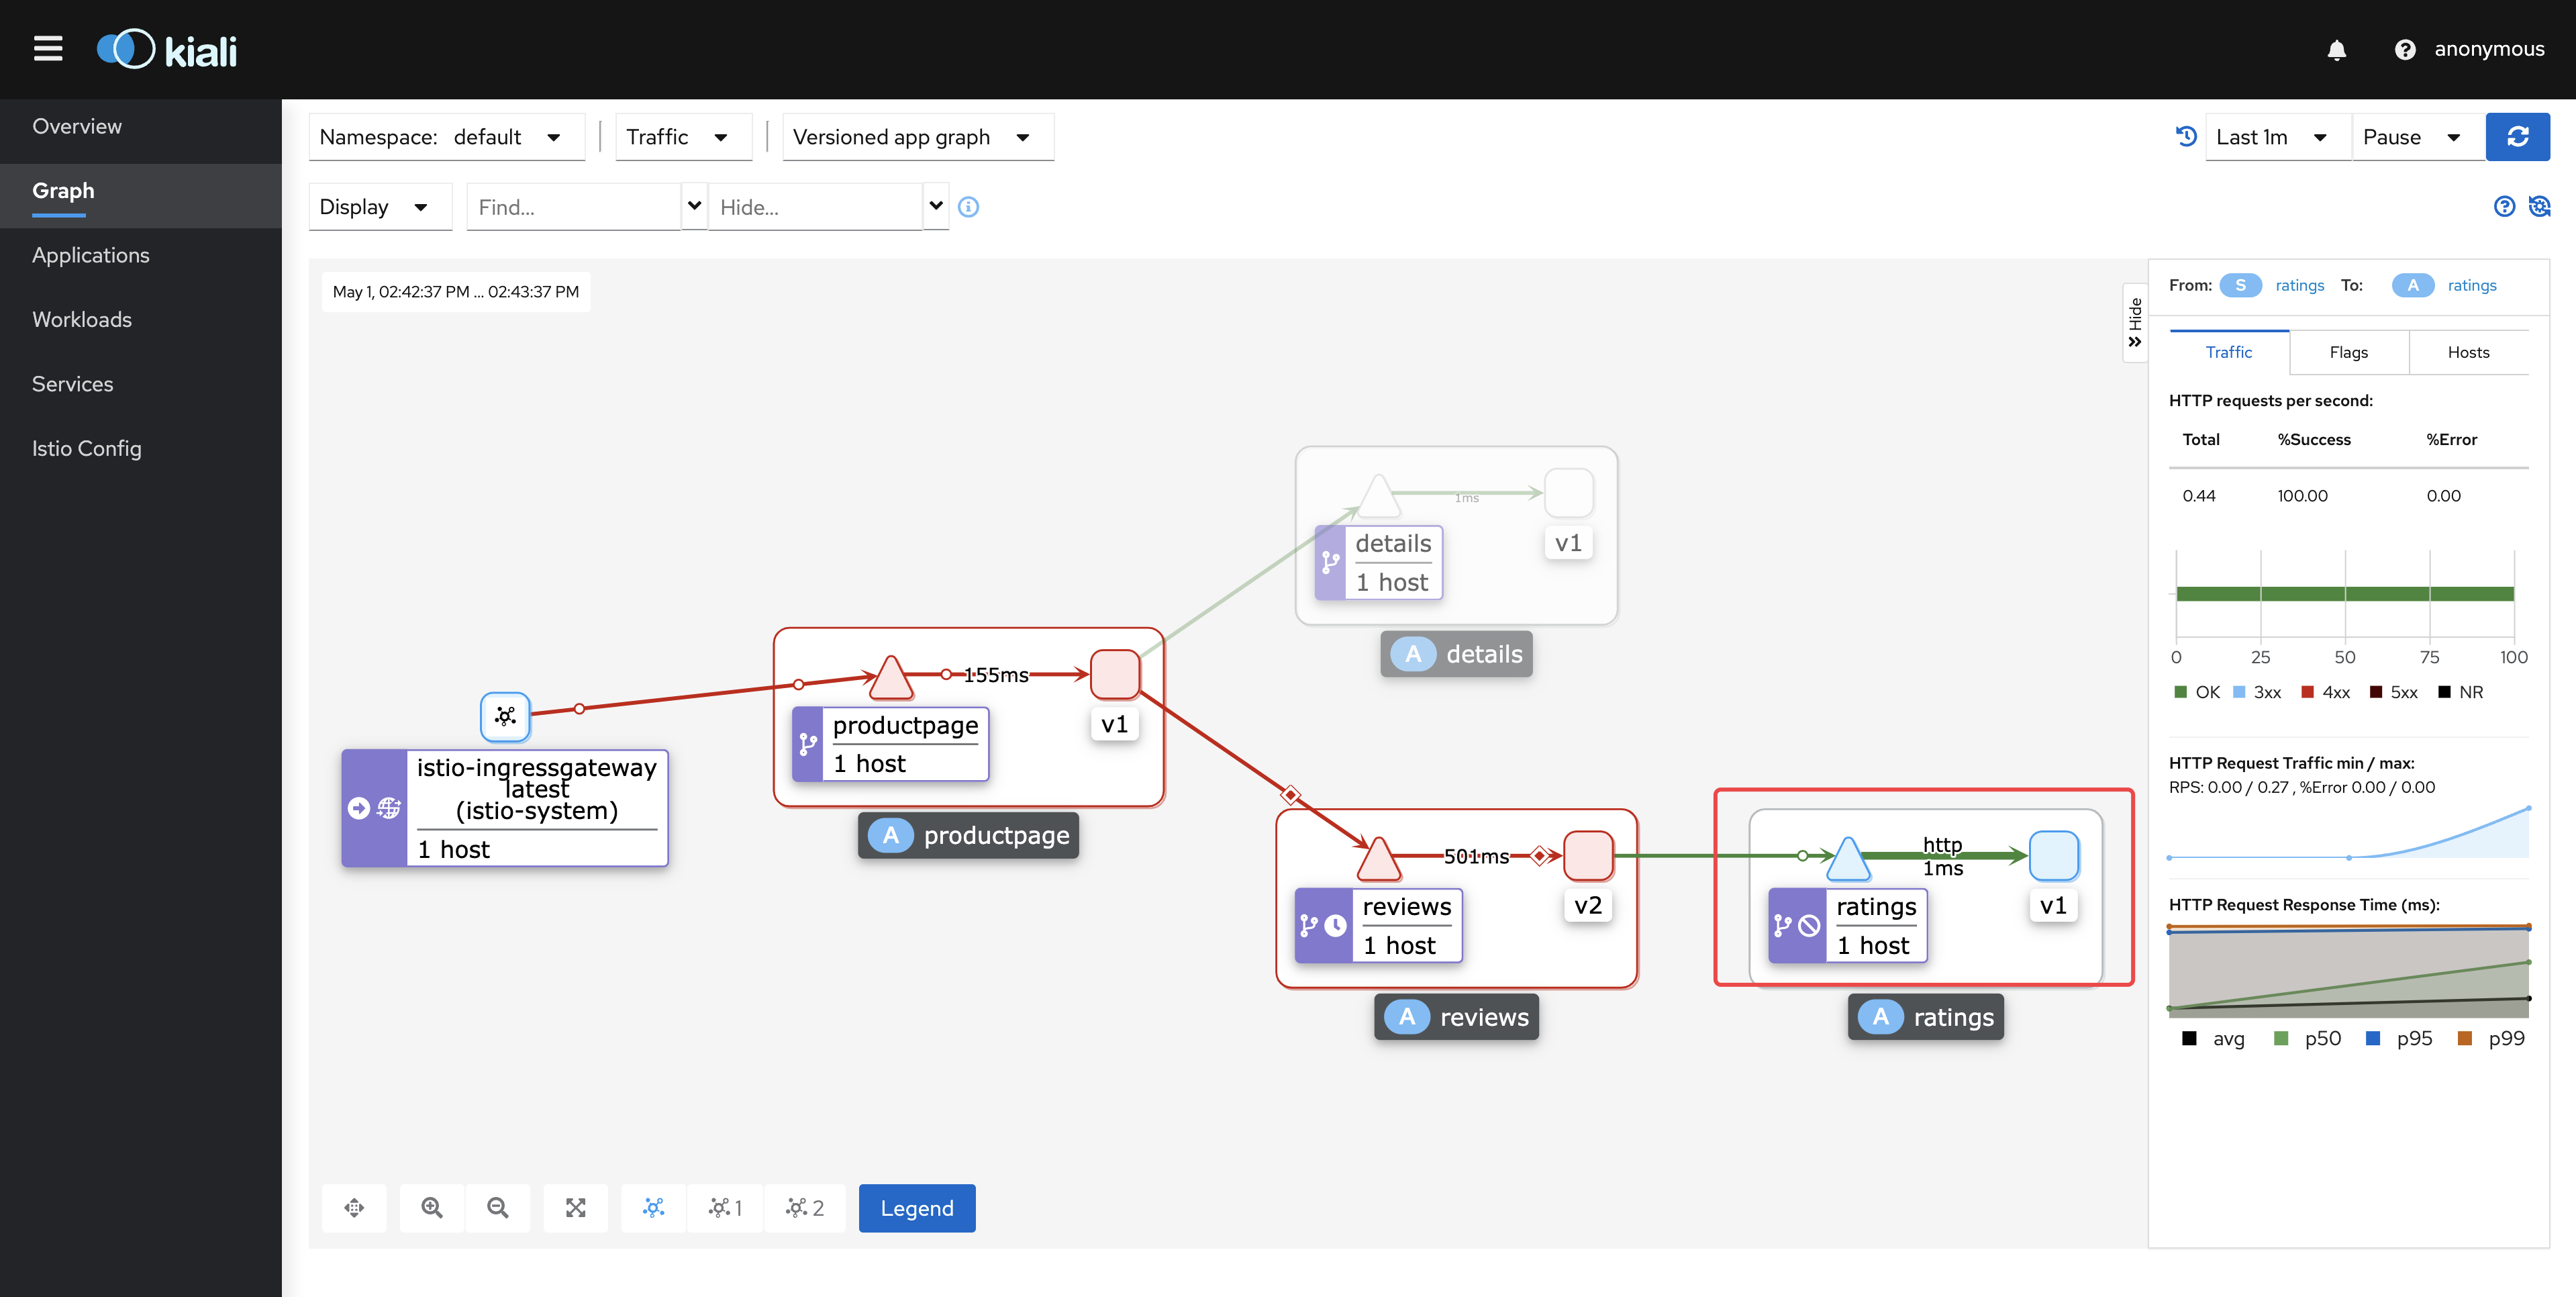 kiali
anonymous
Overview
Graph
Applications
Workloads
Services
Istio Config
Namespace: default
Traffic
Versioned app graph
Last 1m
Pause
Display
Find...
Hide...
May 1, 02:42:37 PM ... 02:43:37 PM
Hide
1ms
details
1 host
v1
A details
155ms
productpage
1 host
v1
A productpage
istio-ingressgateway
latest
(istio-system)
1 host
501ms
reviews
1 host
v2
A reviews
http
1ms
ratings
1 host
v1
A ratings
1
2
Legend
From: S ratings To: A ratings
Traffic Flags Hosts
HTTP requests per second:
Total %Success %Error
0.44 100.00 0.00
0 25 50 75 100
OK 3xx 4xx 5xx NR
HTTP Request Traffic min / max:
RPS: 0.00 / 0.27 , %Error 0.00 / 0.00
HTTP Request Response Time (ms):
avg p50 p95 p99